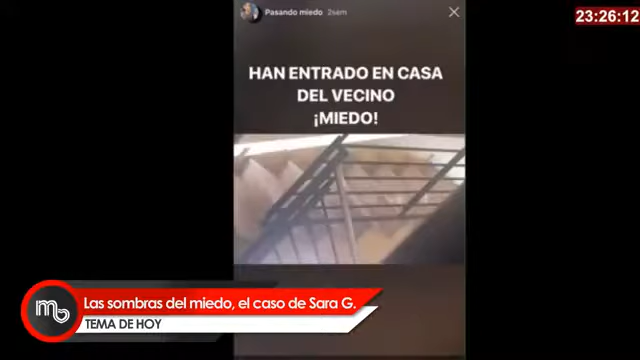 Pasando miedo 2sem
23:26:12
HAN ENTRADO EN CASA
DEL VECINO
¡MIEDO!
mb
Las sombras del miedo, el caso de Sara G.
TEMA DE HOY